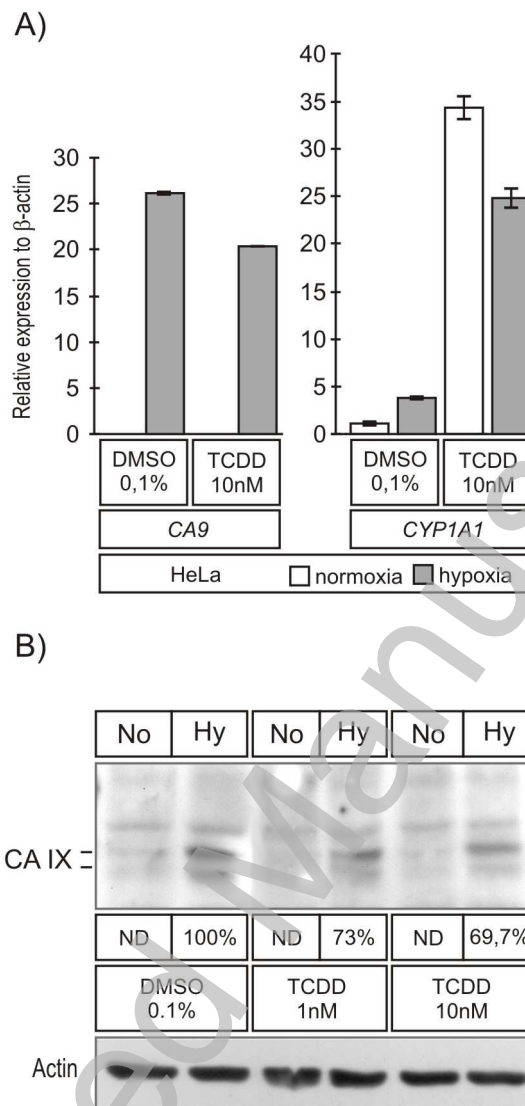 A)
Relative expression to β-actin
40
35
30
25
20
15
10
5
0
30
25
20
15
10
5
0
DMSO 0,1%
TCDD 10nM
DMSO 0,1%
TCDD 10nM
CA9
CYP1A1
HeLa
normoxia
hypoxia
B)
No Hy No Hy No Hy
CA IX
ND 100% ND 73% ND 69,7%
DMSO 0.1%
TCDD 1nM
TCDD 10nM
Actin
ed Manus